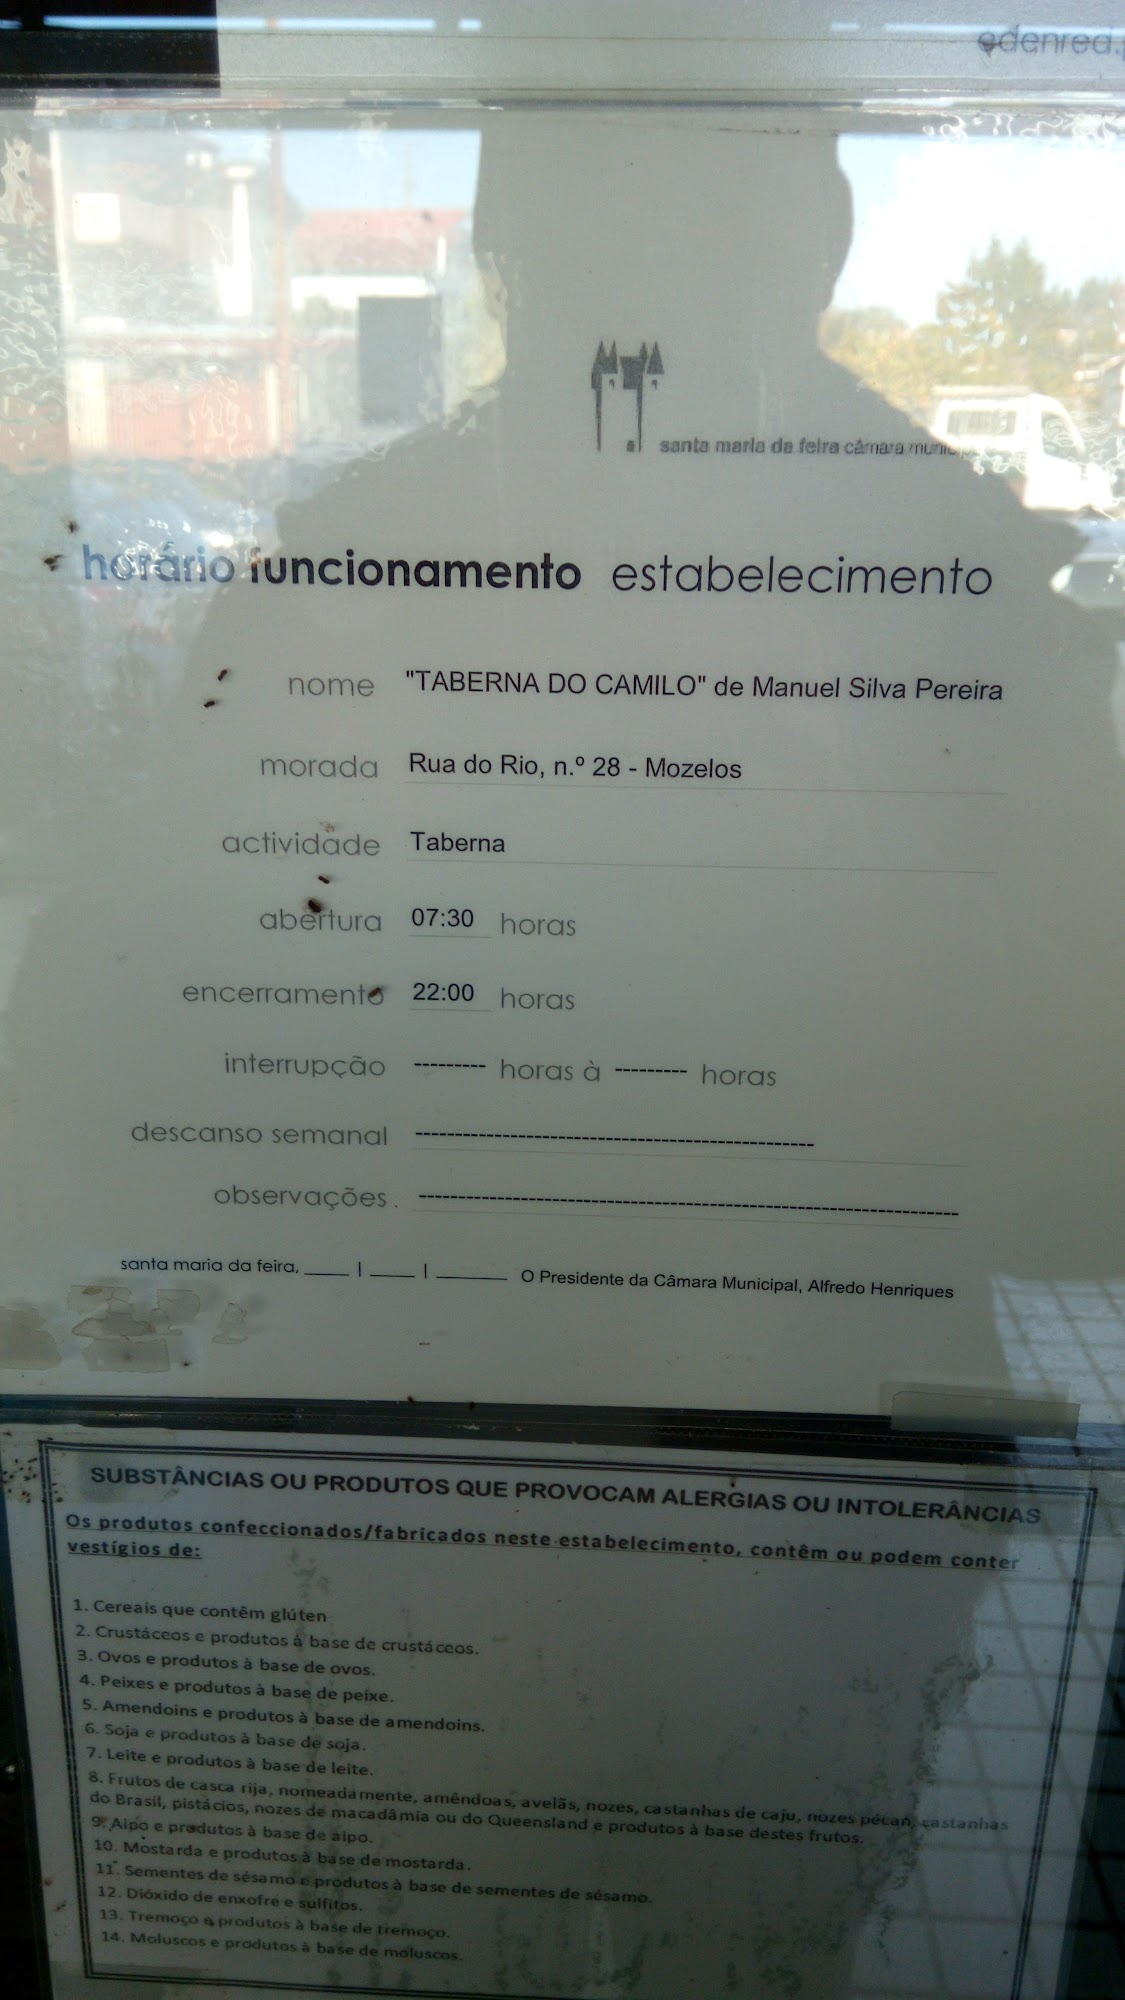 edenred.
santa maria da feira câmara munic
horário funcionamento estabelecimento
nome "TABERNA DO CAMILO" de Manuel Silva Pereira
morada Rua do Rio, n.º 28 - Mozelos
actividade Taberna
abertura 07:30 horas
encerramento 22:00 horas
interrupção --------- horas à --------- horas
descanso semanal ---------------------------------------------------
observações. ---------------------------------------------------------------------
santa maria da feira, ____ | ____ | ______ O Presidente da Câmara Municipal, Alfredo Henriques
SUBSTÂNCIAS OU PRODUTOS QUE PROVOCAM ALERGIAS OU INTOLERÂNCIAS
Os produtos confeccionados/fabricados neste estabelecimento, contêm ou podem conter
vestígios de:
1. Cereais que contêm glúten
2. Crustáceos e produtos à base de crustáceos.
3. Ovos e produtos à base de ovos.
4. Peixes e produtos à base de peixe.
5. Amendoins e produtos à base de amendoins.
6. Soja e produtos à base de soja.
7. Leite e produtos à base de leite.
8. Frutos de casca rija, nomeadamente, amêndoas, avelãs, nozes, castanhas de caju, nozes pécan, castanhas
do Brasil, pistácios, nozes de macadâmia ou do Queensland e produtos à base destes frutos.
9. Aipo e produtos à base de aipo.
10. Mostarda e produtos à base de mostarda.
11. Sementes de sésamo e produtos à base de sementes de sésamo.
12. Dióxido de enxofre e sulfitos.
13. Tremoço e produtos à base de tremoço.
14. Moluscos e produtos à base de moluscos.